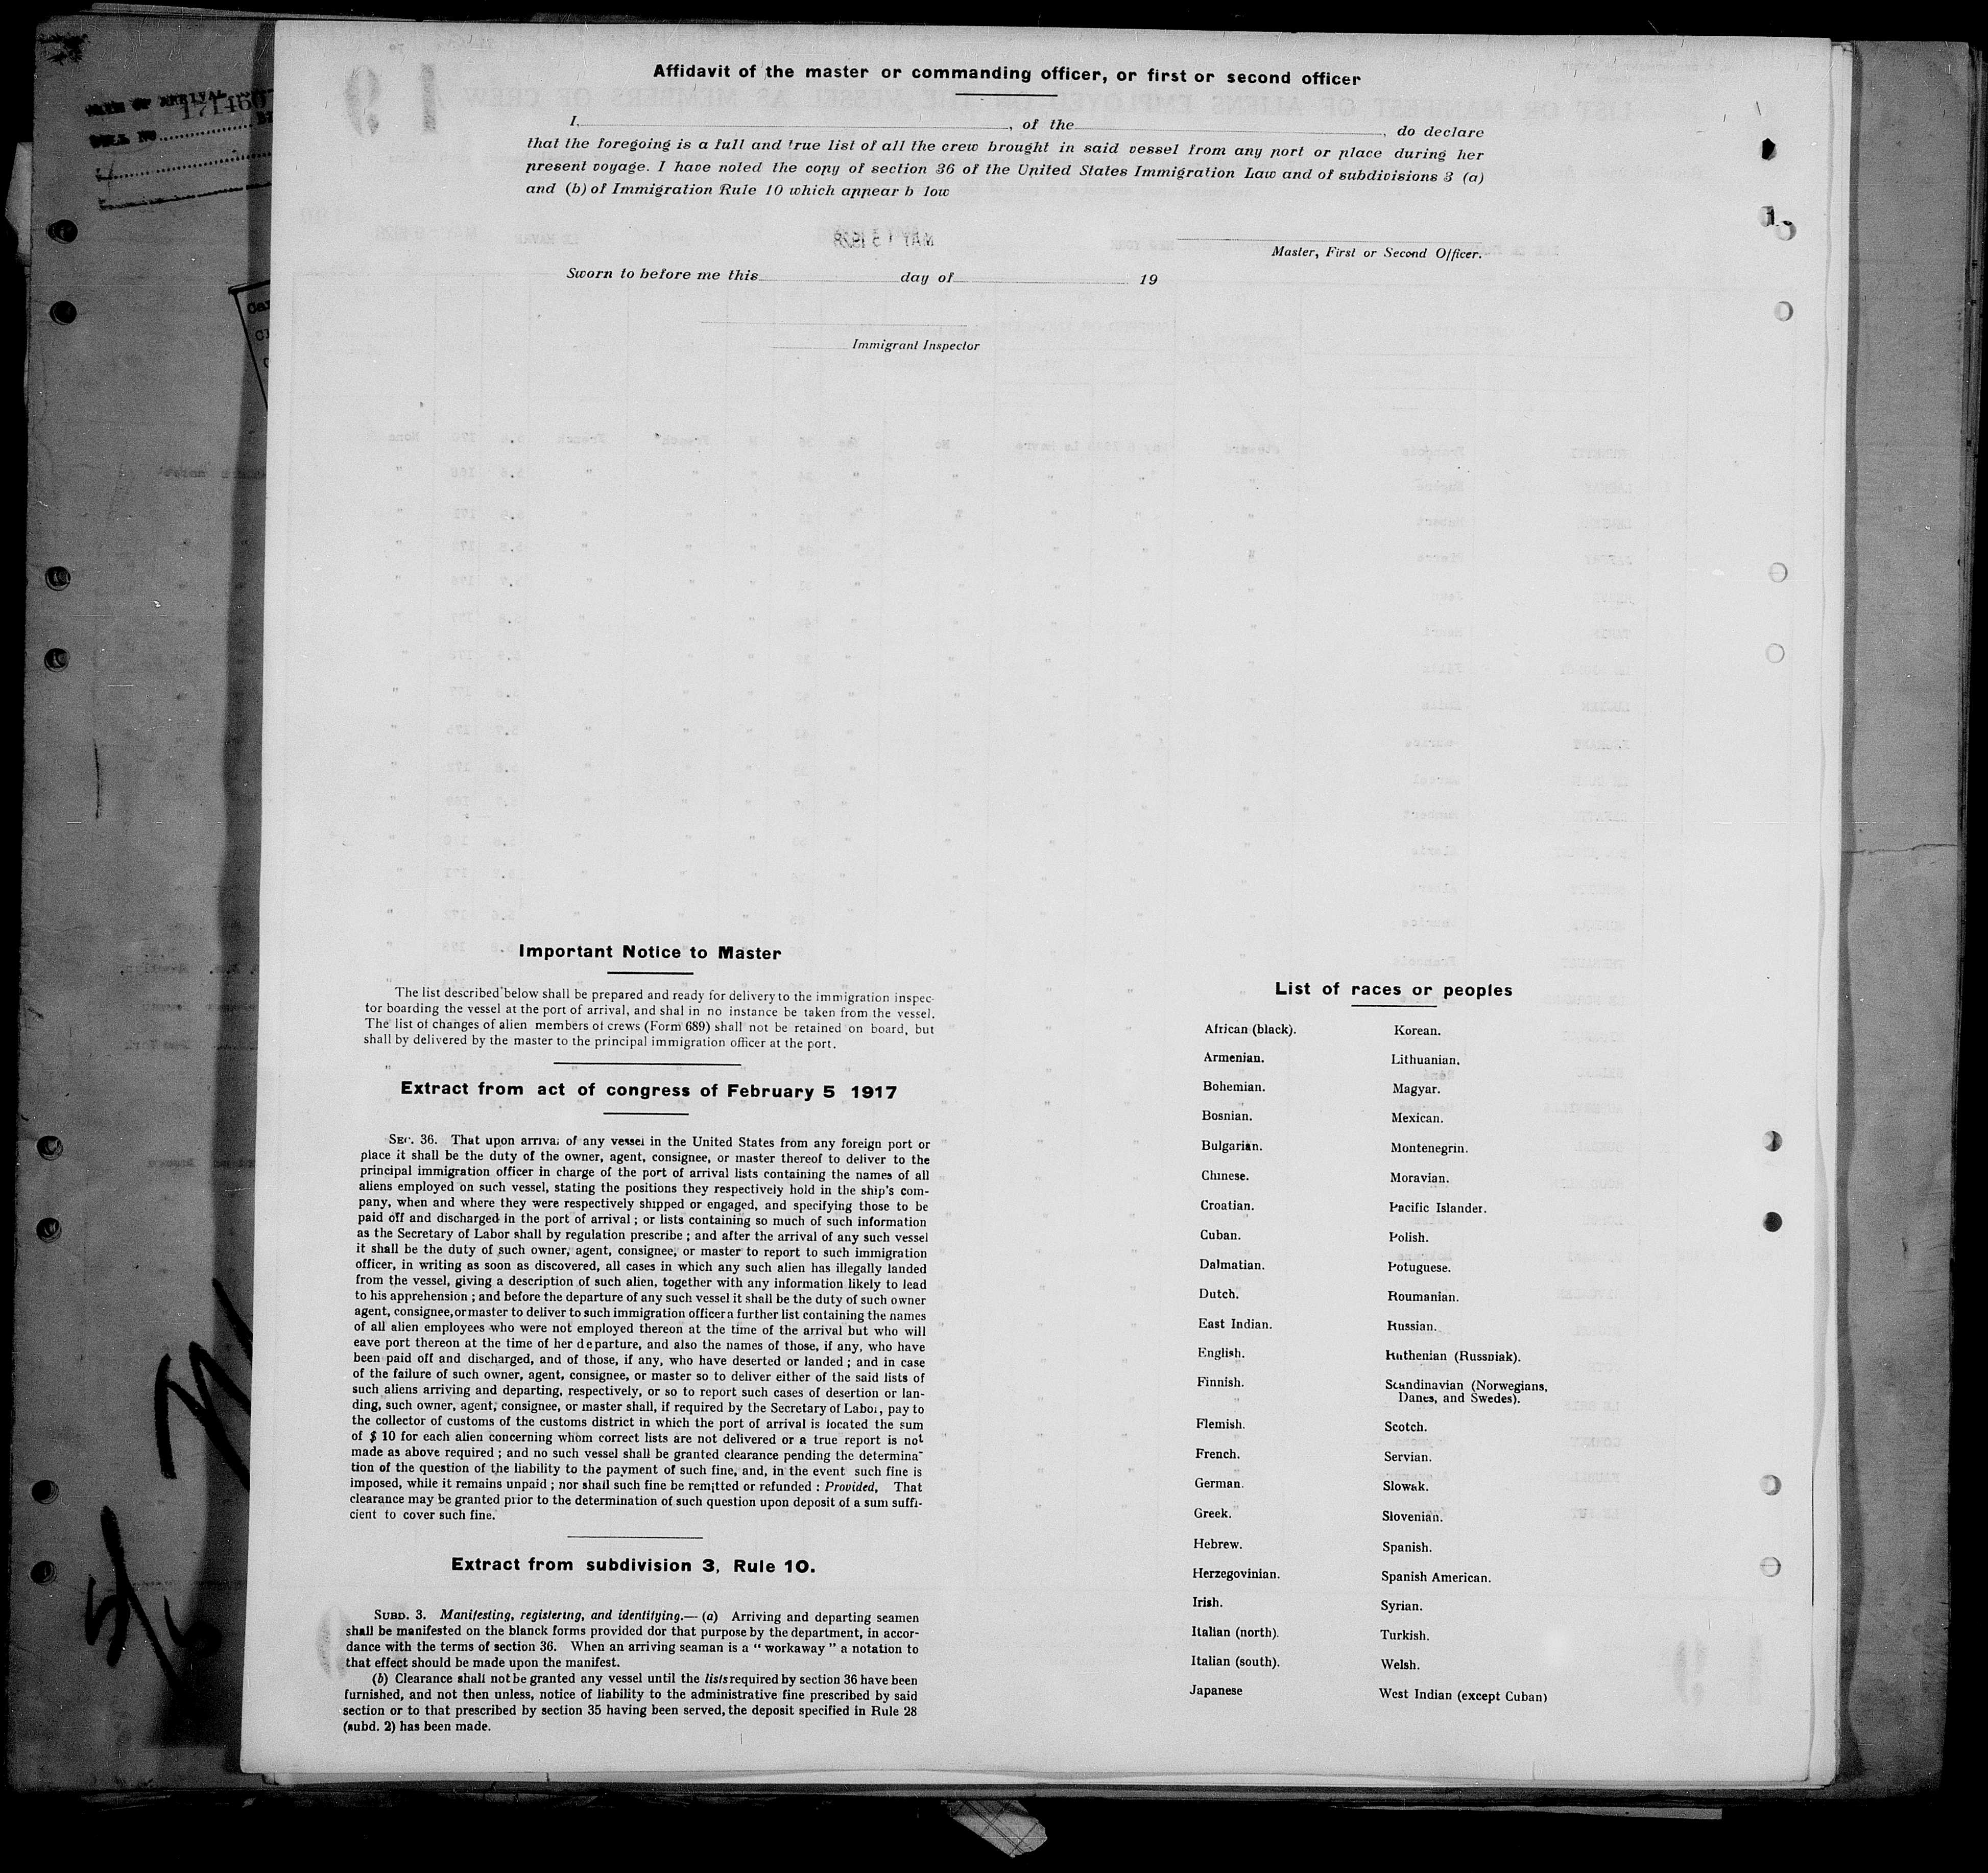 Affidavit of the master or commanding officer, or first or second officer
I, , of the , do declare
that the foregoing is a full and true list of all the crew brought in said vessel from any port or place during her
present voyage. I have noted the copy of section 36 of the United States Immigration Law and of subdivisions 3 (a)
and (b) of Immigration Rule 10 which appear b low
Master, First or Second Officer.
Sworn to before me this day of 19
Immigrant Inspector
Important Notice to Master
The list described below shall be prepared and ready for delivery to the immigration inspec-
tor boarding the vessel at the port of arrival, and shal in no instance be taken from the vessel.
The list of changes of alien members of crews (Form 689) shall not be retained on board, but
shall by delivered by the master to the principal immigration officer at the port.
Extract from act of congress of February 5 1917
SEC. 36. That upon arrival of any vessel in the United States from any foreign port or
place it shall be the duty of the owner, agent, consignee, or master thereof to deliver to the
principal immigration officer in charge of the port of arrival lists containing the names of all
aliens employed on such vessel, stating the positions they respectively hold in the ship's com-
pany, when and where they were respectively shipped or engaged, and specifying those to be
paid off and discharged in the port of arrival ; or lists containing so much of such information
as the Secretary of Labor shall by regulation prescribe ; and after the arrival of any such vessel
it shall be the duty of such owner, agent, consignee, or master to report to such immigration
officer, in writing as soon as discovered, all cases in which any such alien has illegally landed
from the vessel, giving a description of such alien, together with any information likely to lead
to his apprehension ; and before the departure of any such vessel it shall be the duty of such owner
agent, consignee, or master to deliver to such immigration officer a further list containing the names
of all alien employees who were not employed thereon at the time of the arrival but who will
eave port thereon at the time of her departure, and also the names of those, if any, who have
been paid off and discharged, and of those, if any, who have deserted or landed ; and in case
of the failure of such owner, agent, consignee, or master so to deliver either of the said lists of
such aliens arriving and departing, respectively, or so to report such cases of desertion or lan-
ding, such owner, agent, consignee, or master shall, if required by the Secretary of Labor, pay to
the collector of customs of the customs district in which the port of arrival is located the sum
of $ 10 for each alien concerning whom correct lists are not delivered or a true report is not
made as above required ; and no such vessel shall be granted clearance pending the determina-
tion of the question of the liability to the payment of such fine, and, in the event such fine is
imposed, while it remains unpaid ; nor shall such fine be remitted or refunded : Provided, That
clearance may be granted prior to the determination of such question upon deposit of a sum suffi-
cient to cover such fine.
Extract from subdivision 3, Rule 10.
SUBD. 3. Manifesting, registering, and identifying.— (a) Arriving and departing seamen
shall be manifested on the blanck forms provided dor that purpose by the department, in accor-
dance with the terms of section 36. When an arriving seaman is a " workaway " a notation to
that effect should be made upon the manifest.
(b) Clearance shall not be granted any vessel until the lists required by section 36 have been
furnished, and not then unless, notice of liability to the administrative fine prescribed by said
section or to that prescribed by section 35 having been served, the deposit specified in Rule 28
(subd. 2) has been made.
List of races or peoples
African (black).
Armenian.
Bohemian.
Bosnian.
Bulgarian.
Chinese.
Croatian.
Cuban.
Dalmatian.
Dutch.
East Indian.
English.
Finnish.
Flemish.
French.
German.
Greek.
Hebrew.
Herzegovinian.
Irish.
Italian (north).
Italian (south).
Japanese
Korean.
Lithuanian.
Magyar.
Mexican.
Montenegrin.
Moravian.
Pacific Islander.
Polish.
Potuguese.
Roumanian.
Russian.
Ruthenian (Russniak).
Scandinavian (Norwegians,
Danes, and Swedes).
Scotch.
Servian.
Slowak.
Slovenian.
Spanish.
Spanish American.
Syrian.
Turkish.
Welsh.
West Indian (except Cuban)